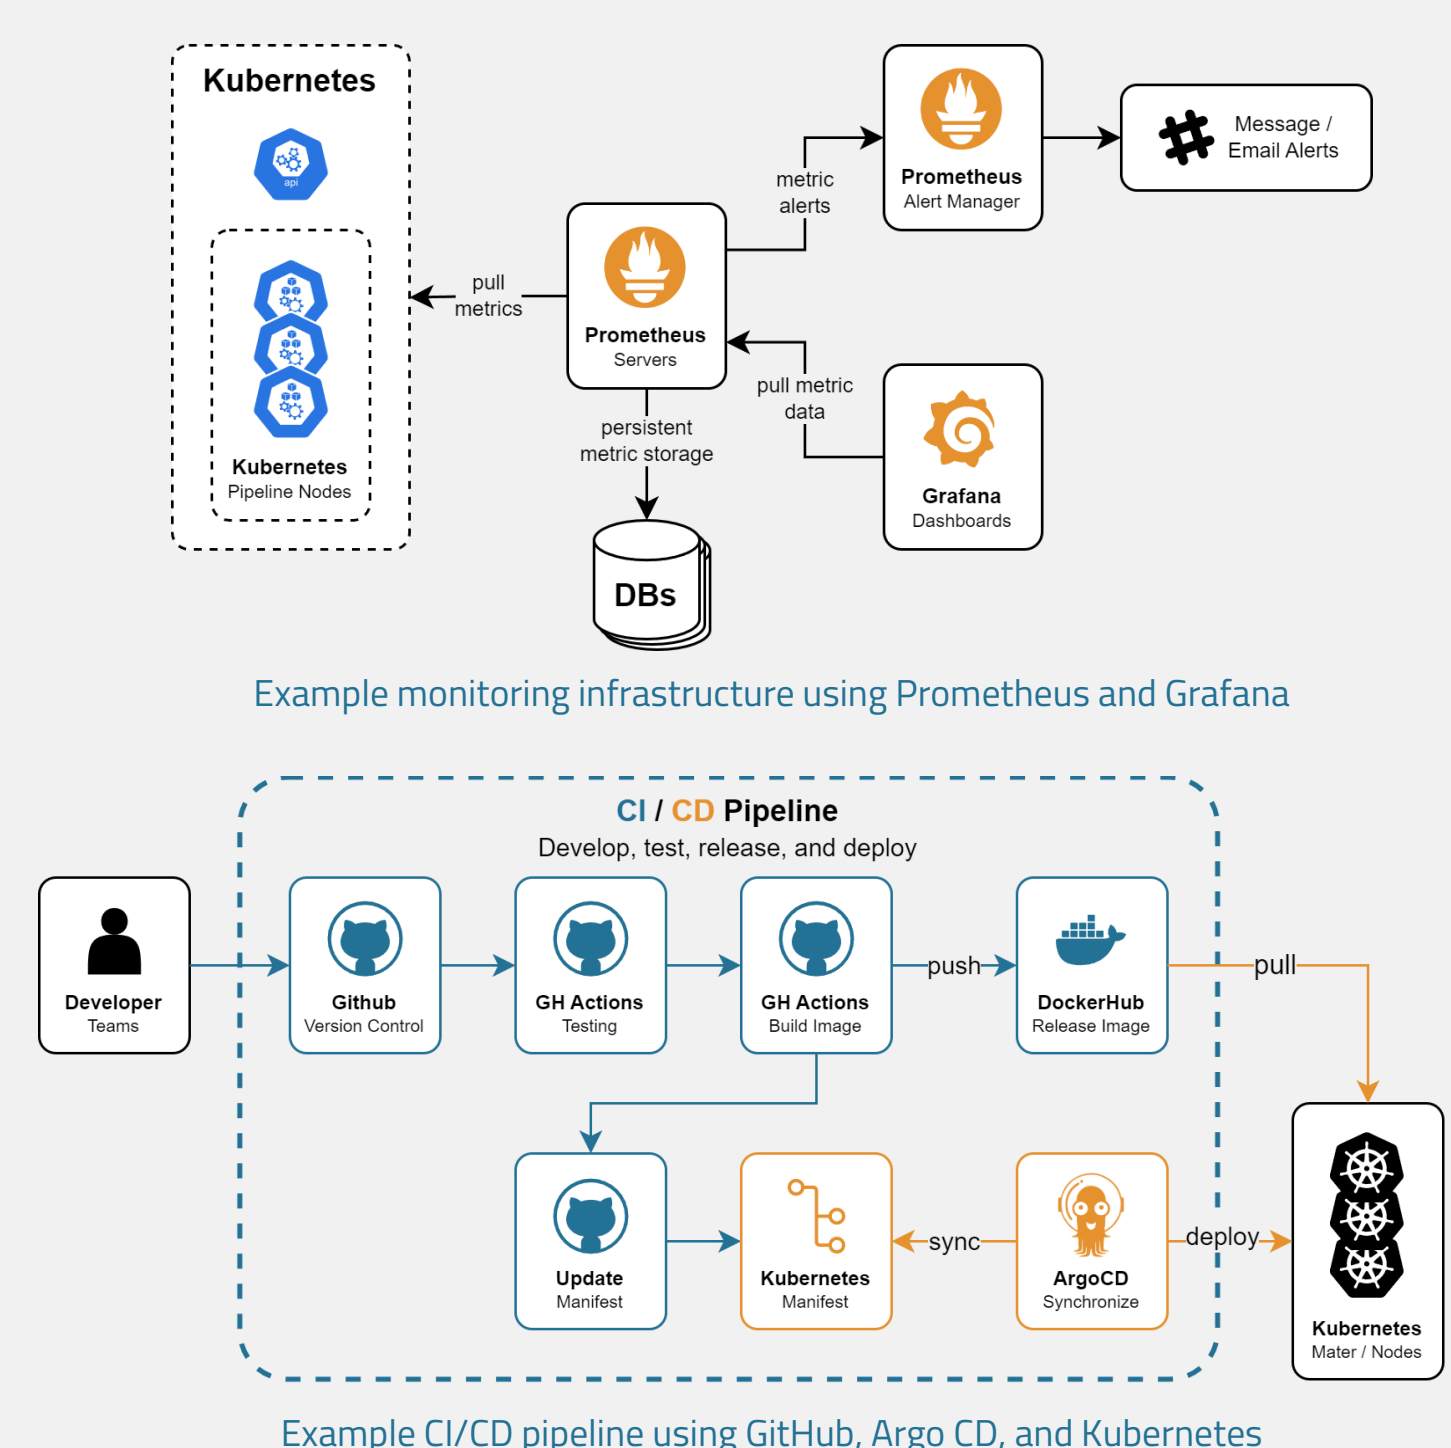 Kubernetes
api
Kubernetes
Pipeline Nodes
pull
metrics
Prometheus
Servers
metric
alerts
Prometheus
Alert Manager
Message /
Email Alerts
pull metric
data
Grafana
Dashboards
persistent
metric storage
DBs
Example monitoring infrastructure using Prometheus and Grafana
CI / CD Pipeline
Develop, test, release, and deploy
Developer
Teams
Github
Version Control
GH Actions
Testing
GH Actions
Build Image
push
DockerHub
Release Image
pull
Update
Manifest
Kubernetes
Manifest
sync
ArgoCD
Synchronize
deploy
Kubernetes
Mater / Nodes
Example CI/CD pipeline using GitHub, Argo CD, and Kubernetes